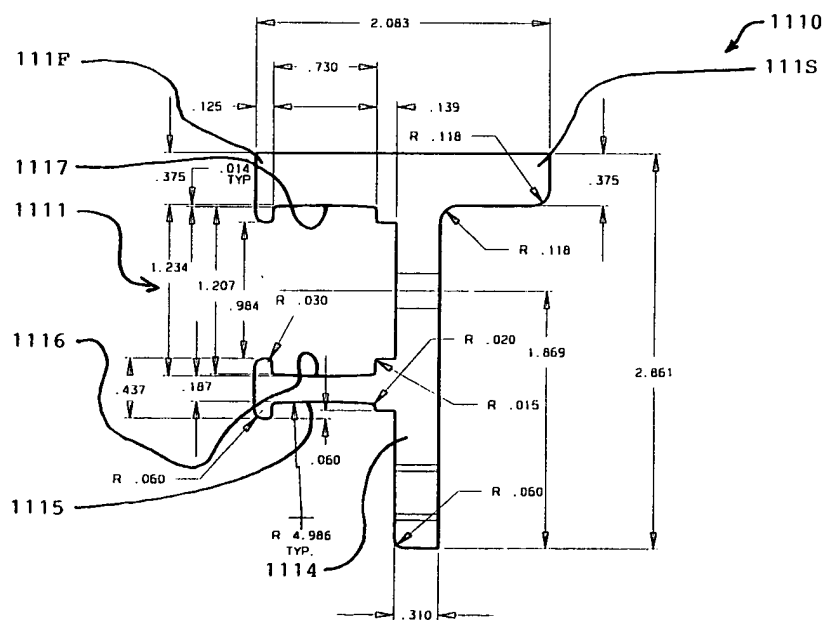 2.083
1110
111F
.730
111S
.125
.139
R .118
1117
.014
TYP
.375
.375
1111
R .118
1.234
1.207
.984
R .030
1116
R .020
1.869
2.861
.437
.187
R .015
.060
R .060
R .060
1115
R 4.986
TYP.
1114
.310